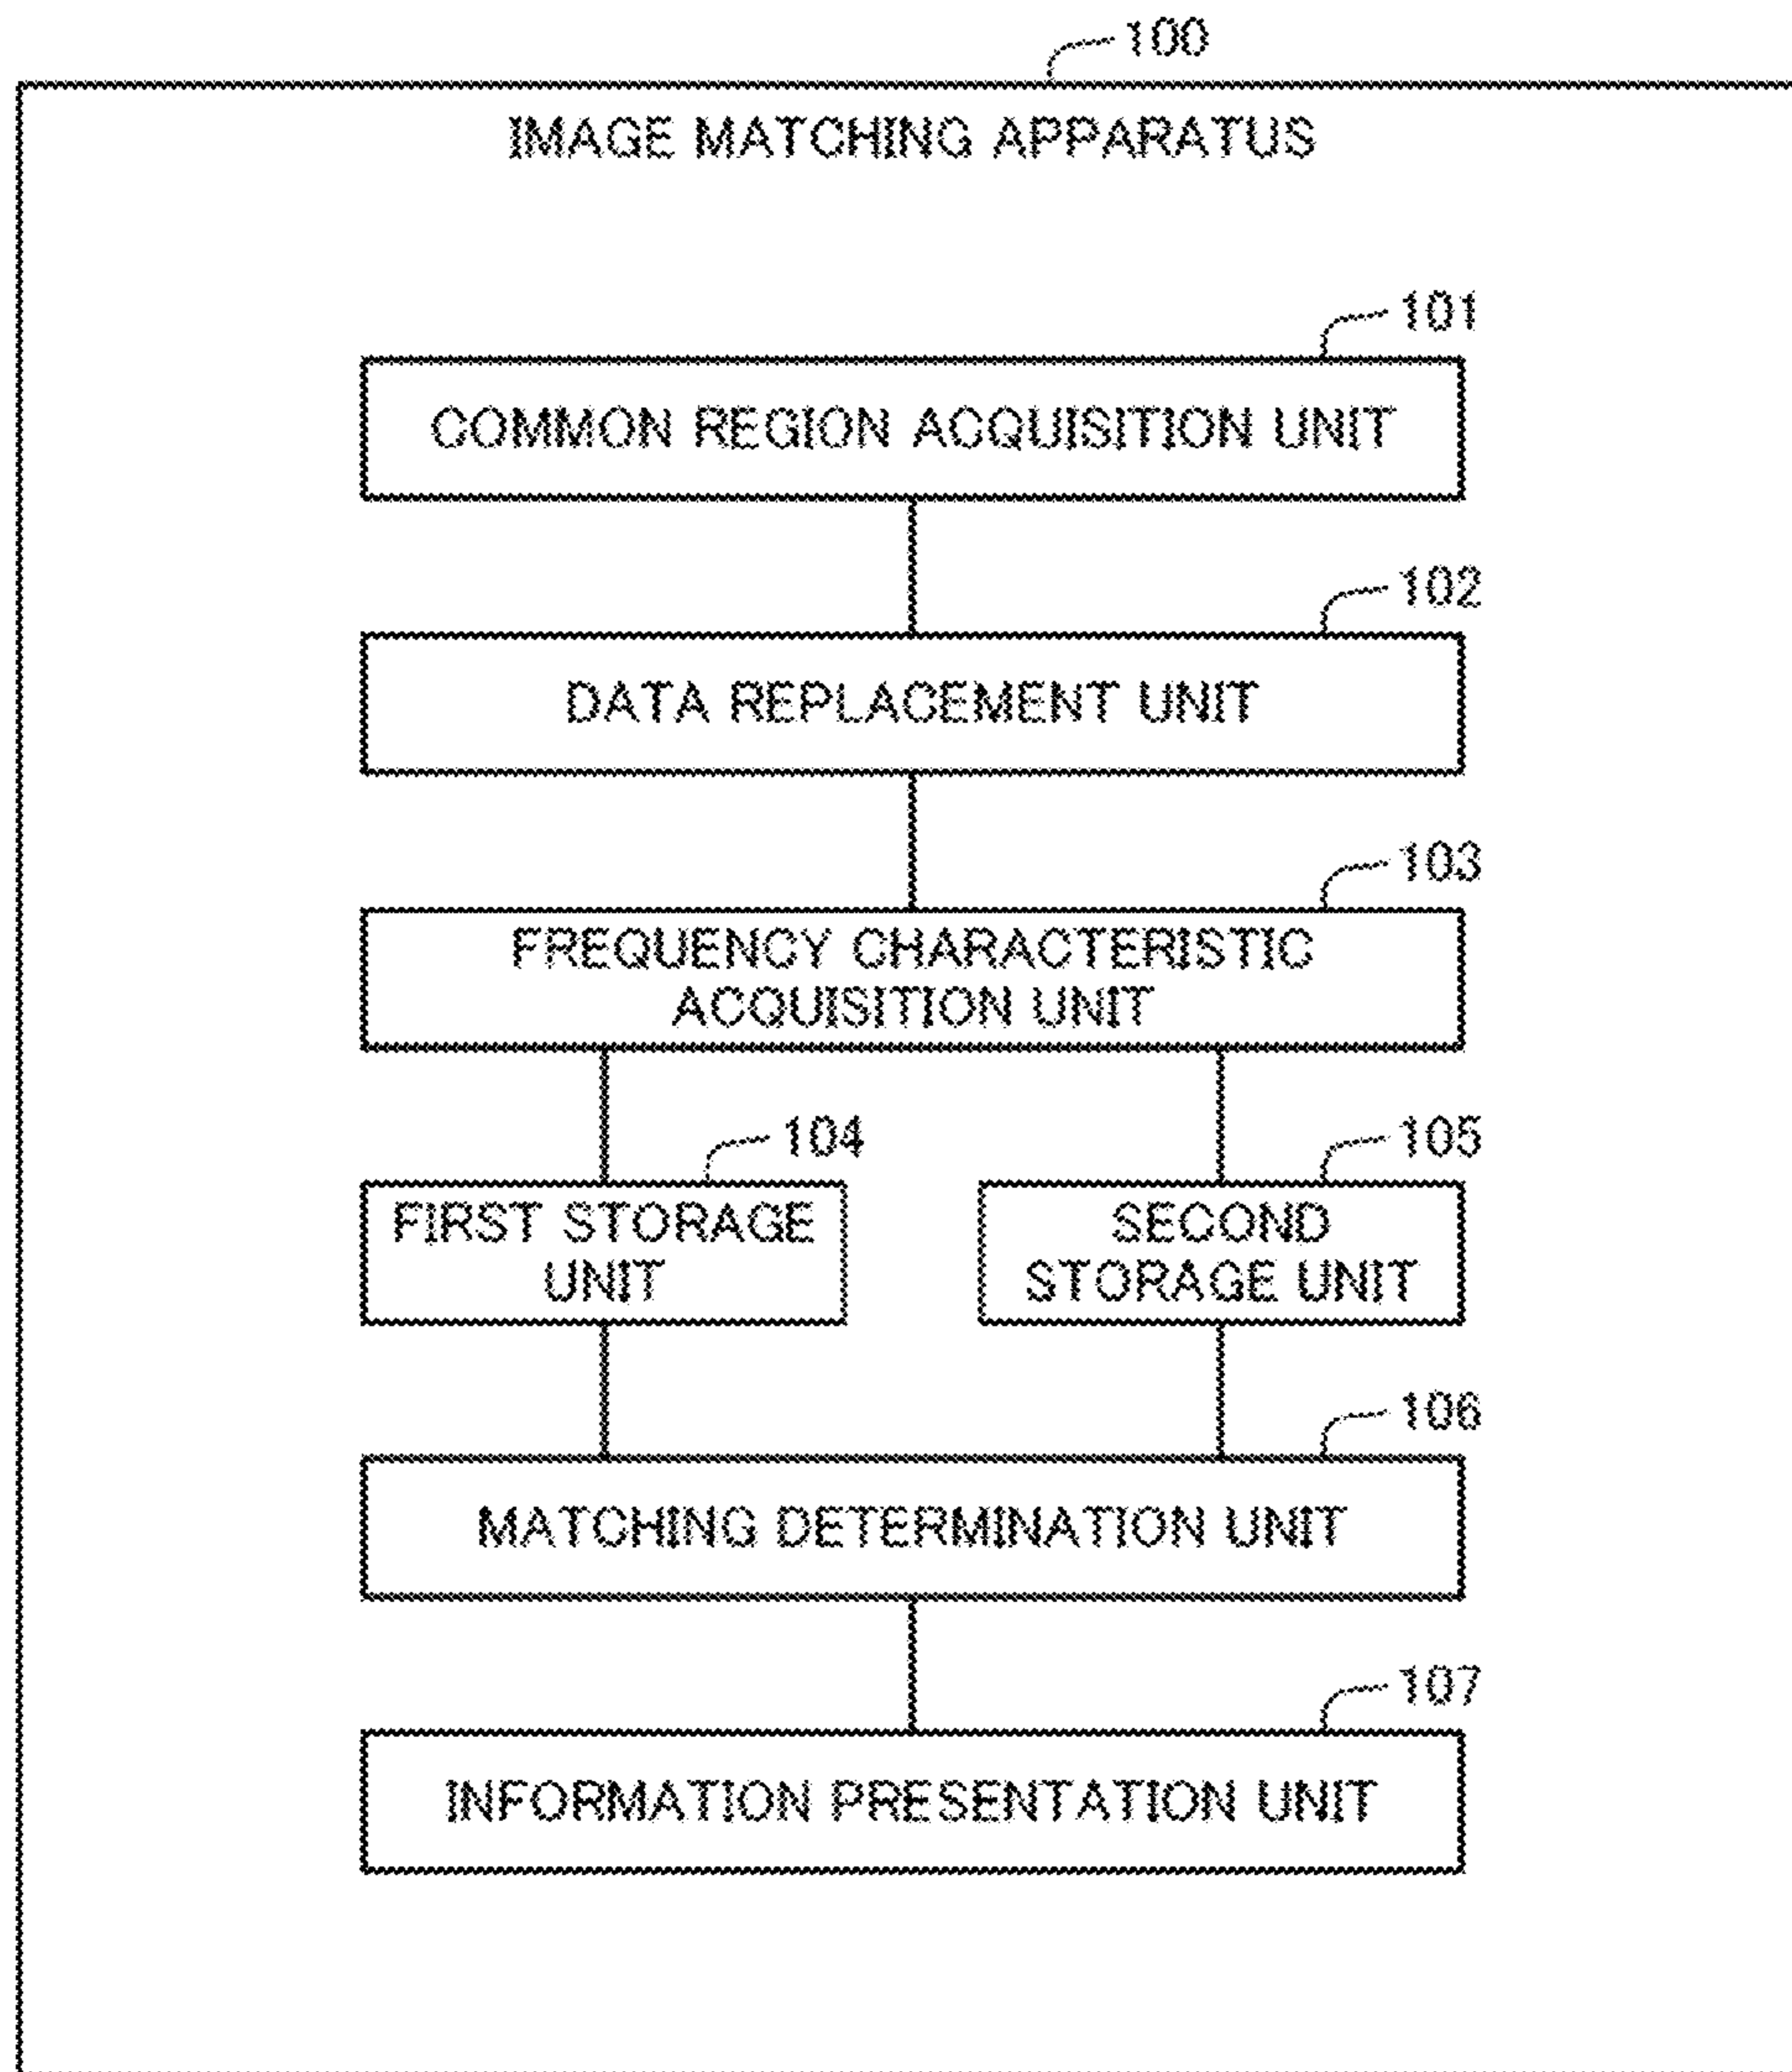 100
IMAGE MATCHING APPARATUS
101
COMMON REGION ACQUISITION UNIT
102
DATA REPLACEMENT UNIT
103
FREQUENCY CHARACTERISTIC
ACQUISITION UNIT
104
FIRST STORAGE
UNIT
105
SECOND
STORAGE UNIT
106
MATCHING DETERMINATION UNIT
107
INFORMATION PRESENTATION UNIT